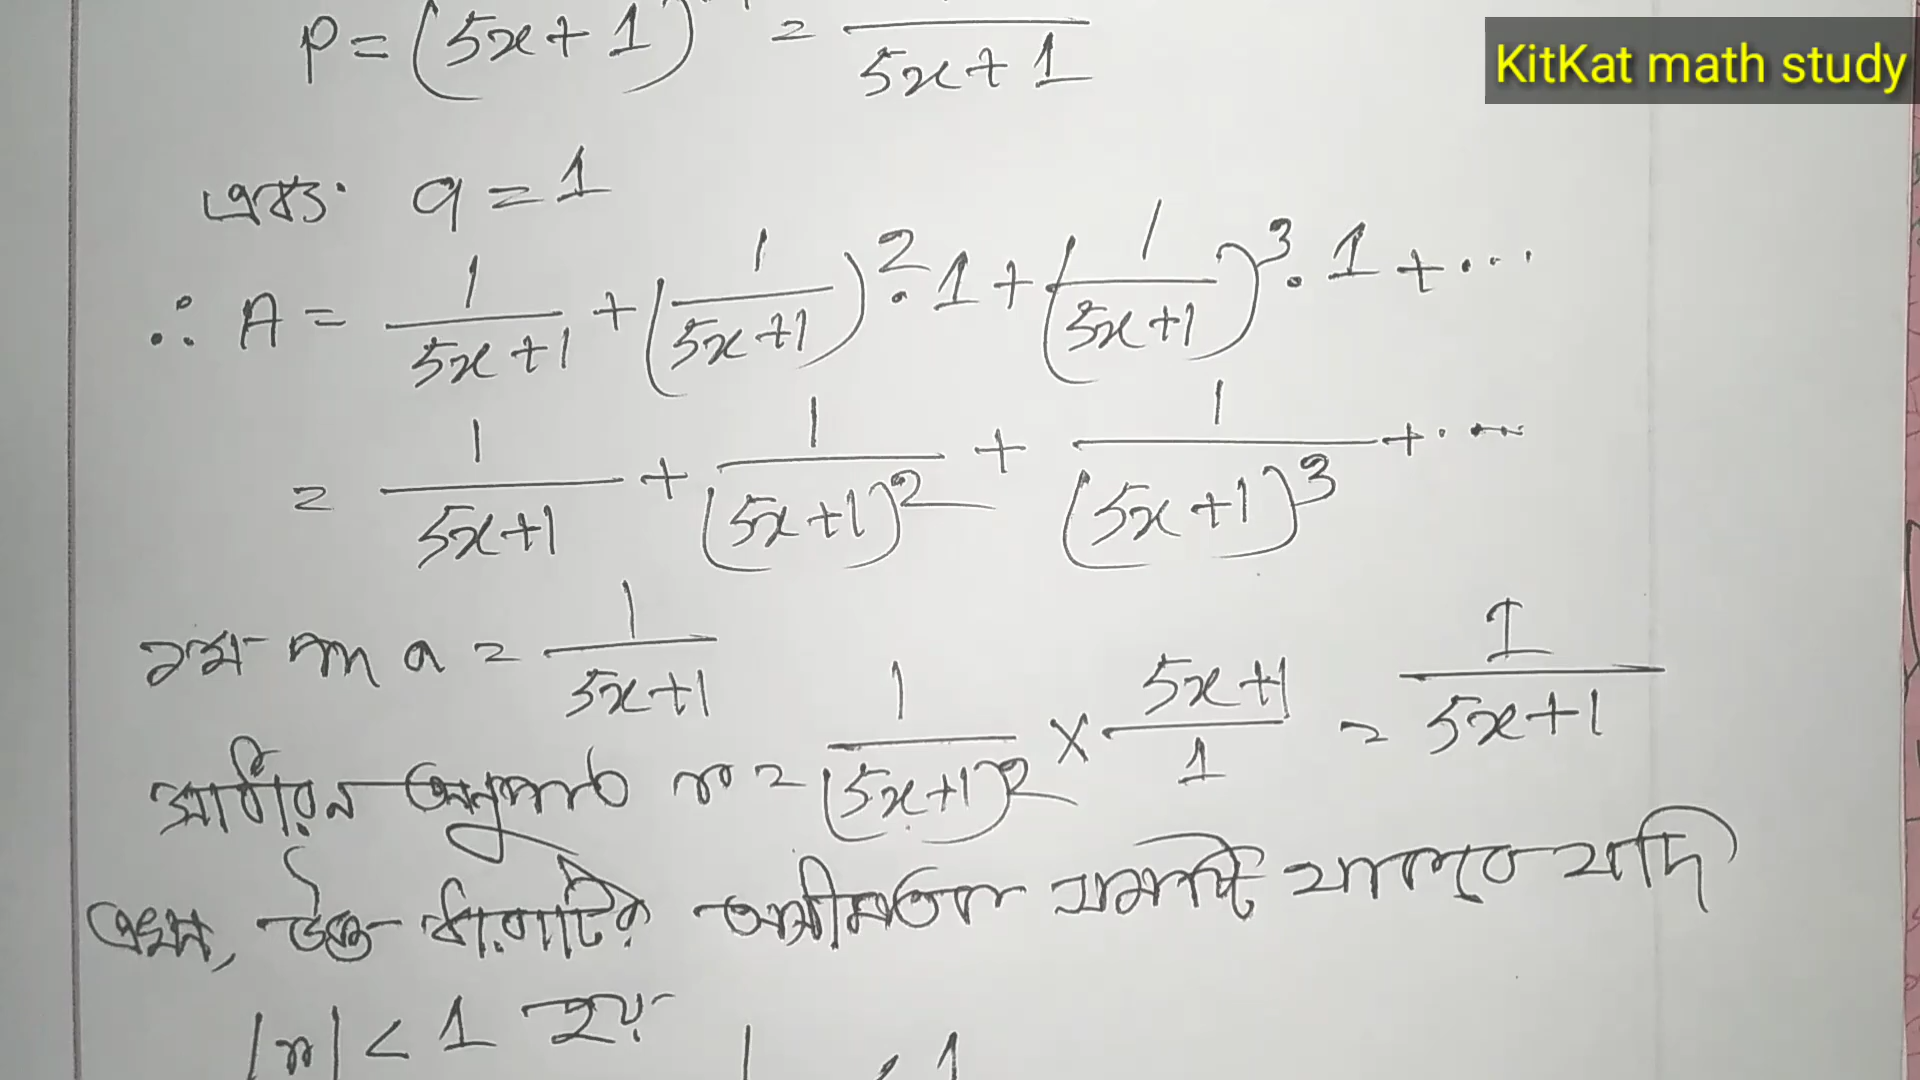 KitKat math study
P = (5x+1) = 5x+1
এবং q = 1
∴ A = 1/(5x+1) + (1/(5x+1))^2 . 1 + (1/(5x+1))^3 . 1 + ...
= 1/(5x+1) + 1/(5x+1)^2 + 1/(5x+1)^3 + ...
১ম পদ a = 1/(5x+1)
সাধারন অনুপাত r = 1/(5x+1)^2 × (5x+1)/1 = 1/(5x+1)
এখন, উক্ত ধারাটির অসীমতক সমষ্টি থাকবে যদি
|r| < 1 হয়
< 1